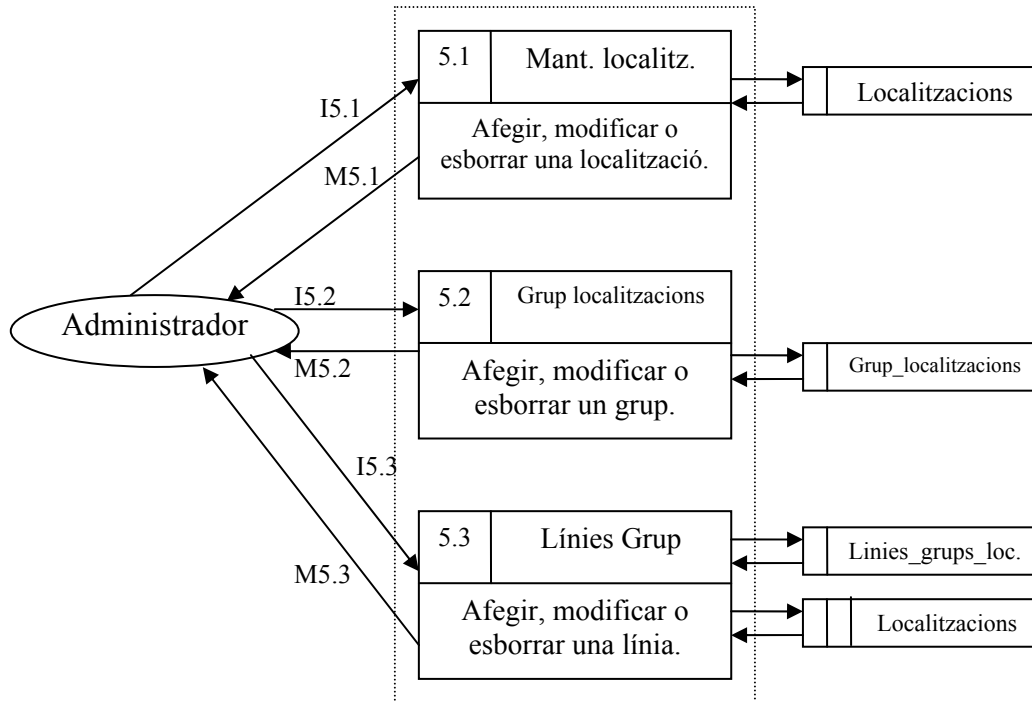 5.1
Mant. localitz.
Localitzacions
I5.1
Afegir, modificar o
esborrar una localització.
M5.1
Administrador
I5.2
5.2
Grup localitzacions
M5.2
Afegir, modificar o
esborrar un grup.
Grup_localitzacions
I5.3
5.3
Línies Grup
Linies_grups_loc.
M5.3
Afegir, modificar o
esborrar una línia.
Localitzacions